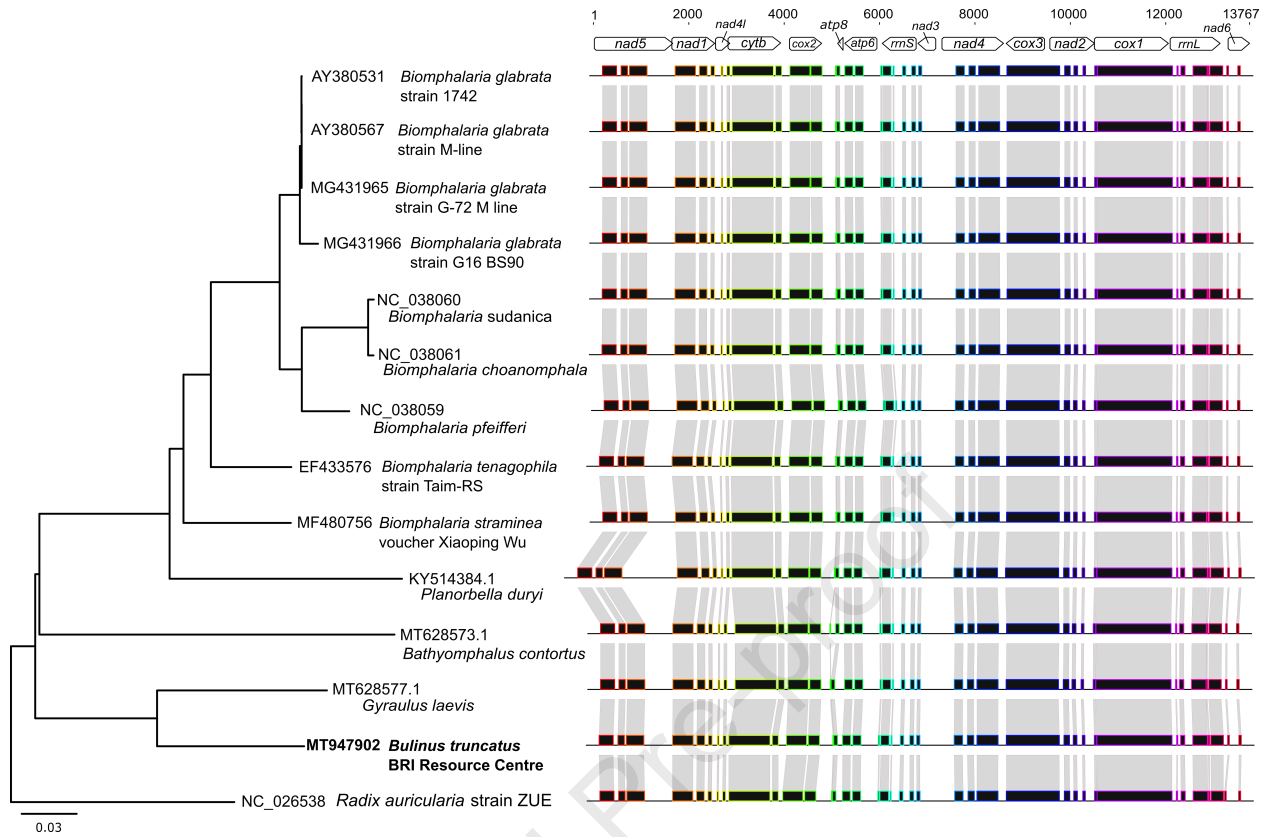 1 2000 4000 6000 8000 10000 12000 13767
nad4l atp8 nad3 nad6
nad5 nad1 cytb cox2 atp6 rrnS nad4 cox3 nad2 cox1 rrnL
AY380531 Biomphalaria glabrata
strain 1742
AY380567 Biomphalaria glabrata
strain M-line
MG431965 Biomphalaria glabrata
strain G-72 M line
MG431966 Biomphalaria glabrata
strain G16 BS90
NC_038060
Biomphalaria sudanica
NC_038061
Biomphalaria choanomphala
NC_038059
Biomphalaria pfeifferi
EF433576 Biomphalaria tenagophila
strain Taim-RS
MF480756 Biomphalaria straminea
voucher Xiaoping Wu
KY514384.1
Planorbella duryi
MT628573.1
Bathyomphalus contortus
MT628577.1
Gyraulus laevis
MT947902 Bulinus truncatus
BRI Resource Centre
NC_026538 Radix auricularia strain ZUE
0.03
Pre-proof